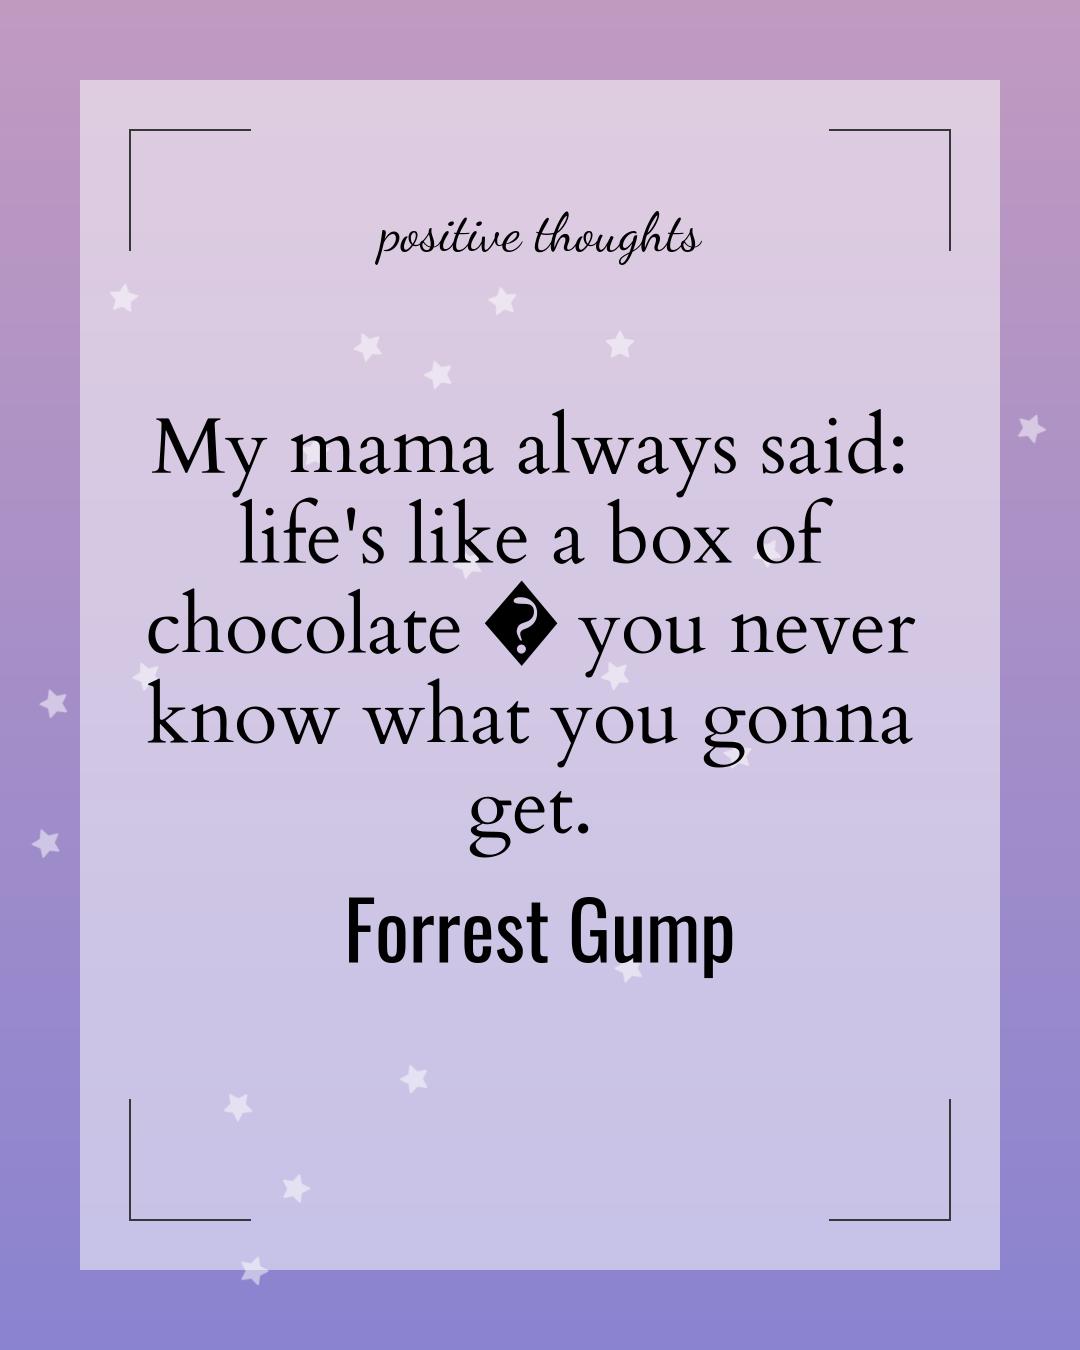 positive thoughts
My mama always said:
life's like a box of
chocolate � you never
know what you gonna
get.
Forrest Gump